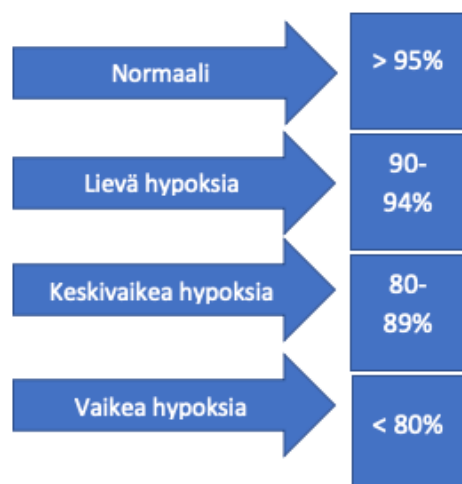 Normaali
> 95%
Lievä hypoksia
90-
94%
Keskivaikea hypoksia
80-
89%
Vaikea hypoksia
< 80%